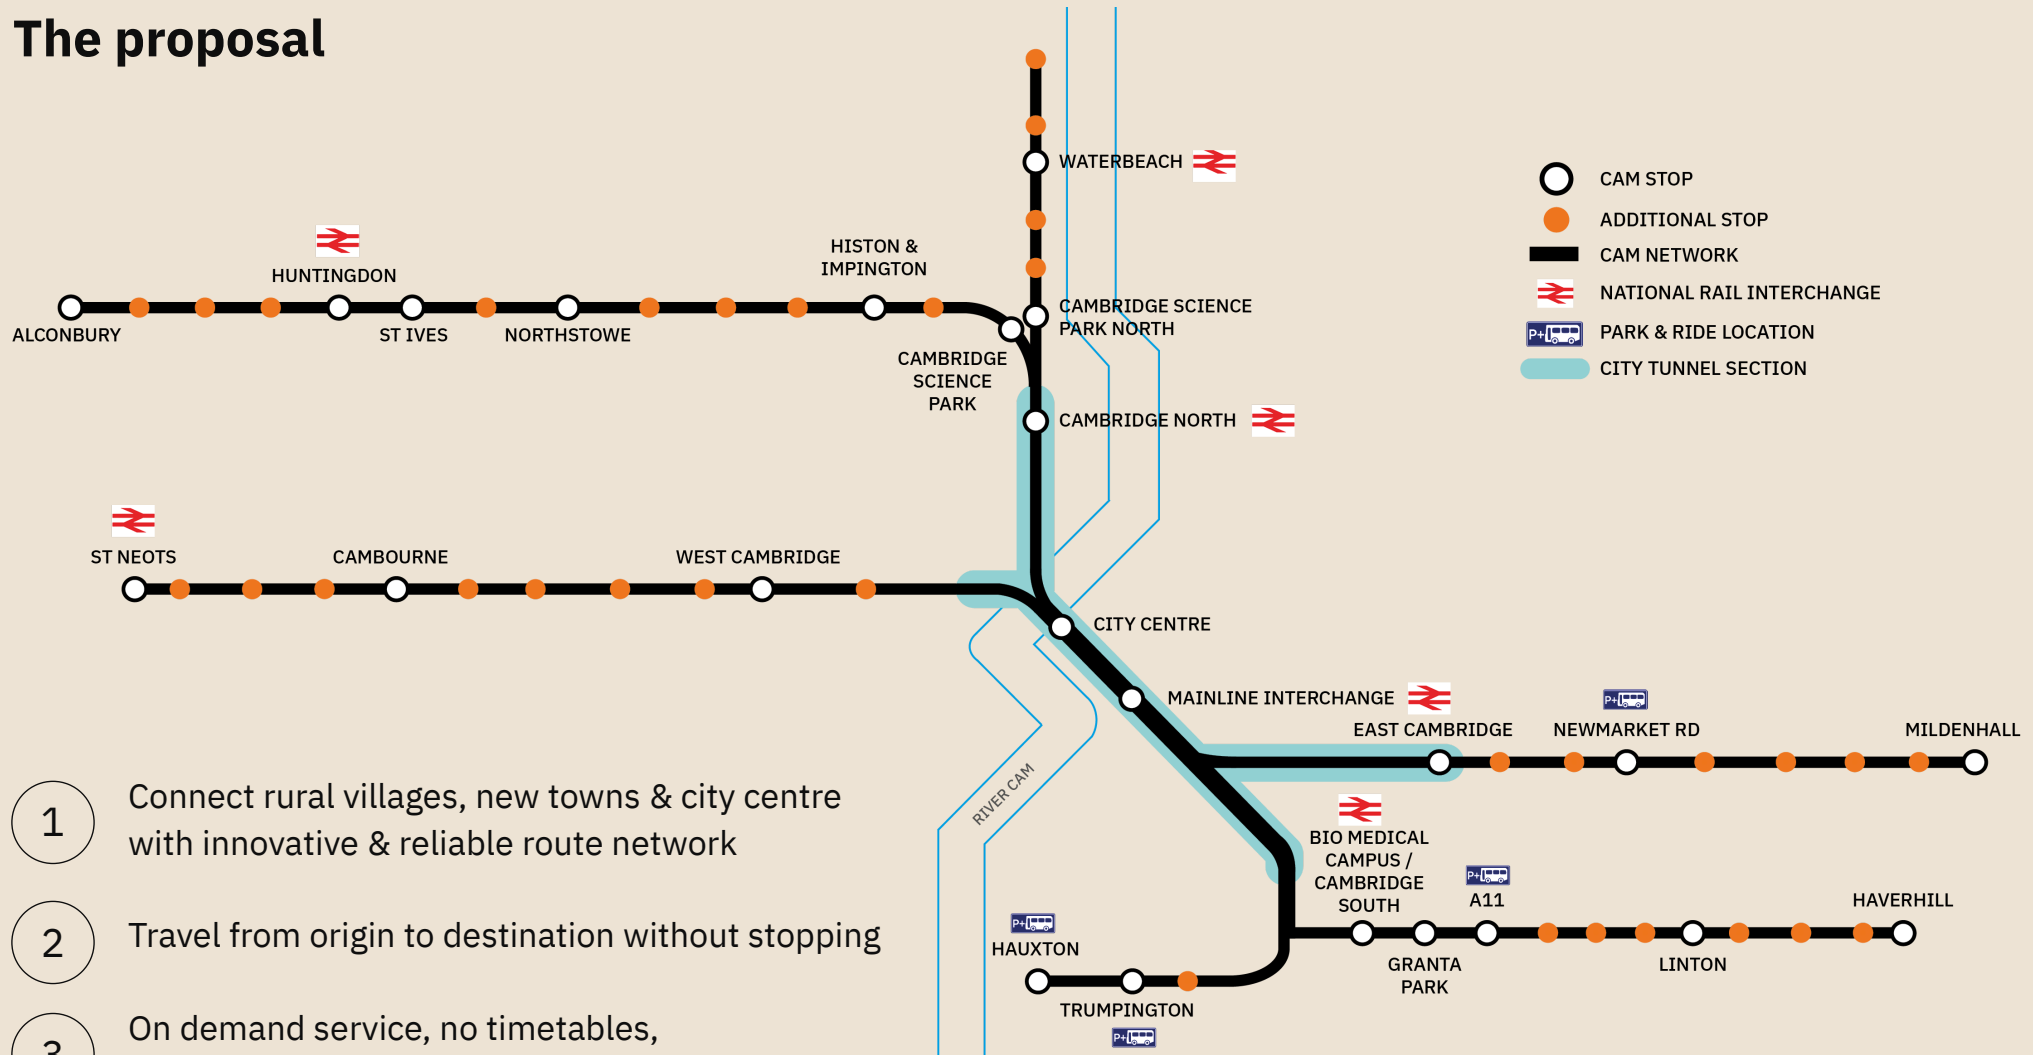 The proposal
WATERBEACH
CAM STOP
ADDITIONAL STOP
CAM NETWORK
NATIONAL RAIL INTERCHANGE
P+
PARK & RIDE LOCATION
CITY TUNNEL SECTION
HISTON &
IMPINGTON
HUNTINGDON
ALCONBURY
ST IVES
NORTHSTOWE
CAMBRIDGE SCIENCE
PARK NORTH
CAMBRIDGE
SCIENCE
PARK
CAMBRIDGE NORTH
ST NEOTS
CAMBOURNE
WEST CAMBRIDGE
CITY CENTRE
MAINLINE INTERCHANGE
EAST CAMBRIDGE
P+
NEWMARKET RD
MILDENHALL
RIVER CAM
BIO MEDICAL
CAMPUS /
CAMBRIDGE
SOUTH
P+
A11
HAVERHILL
GRANTA
PARK
LINTON
P+
HAUXTON
TRUMPINGTON
P+
1
Connect rural villages, new towns & city centre
with innovative & reliable route network
2
Travel from origin to destination without stopping
3
On demand service, no timetables,